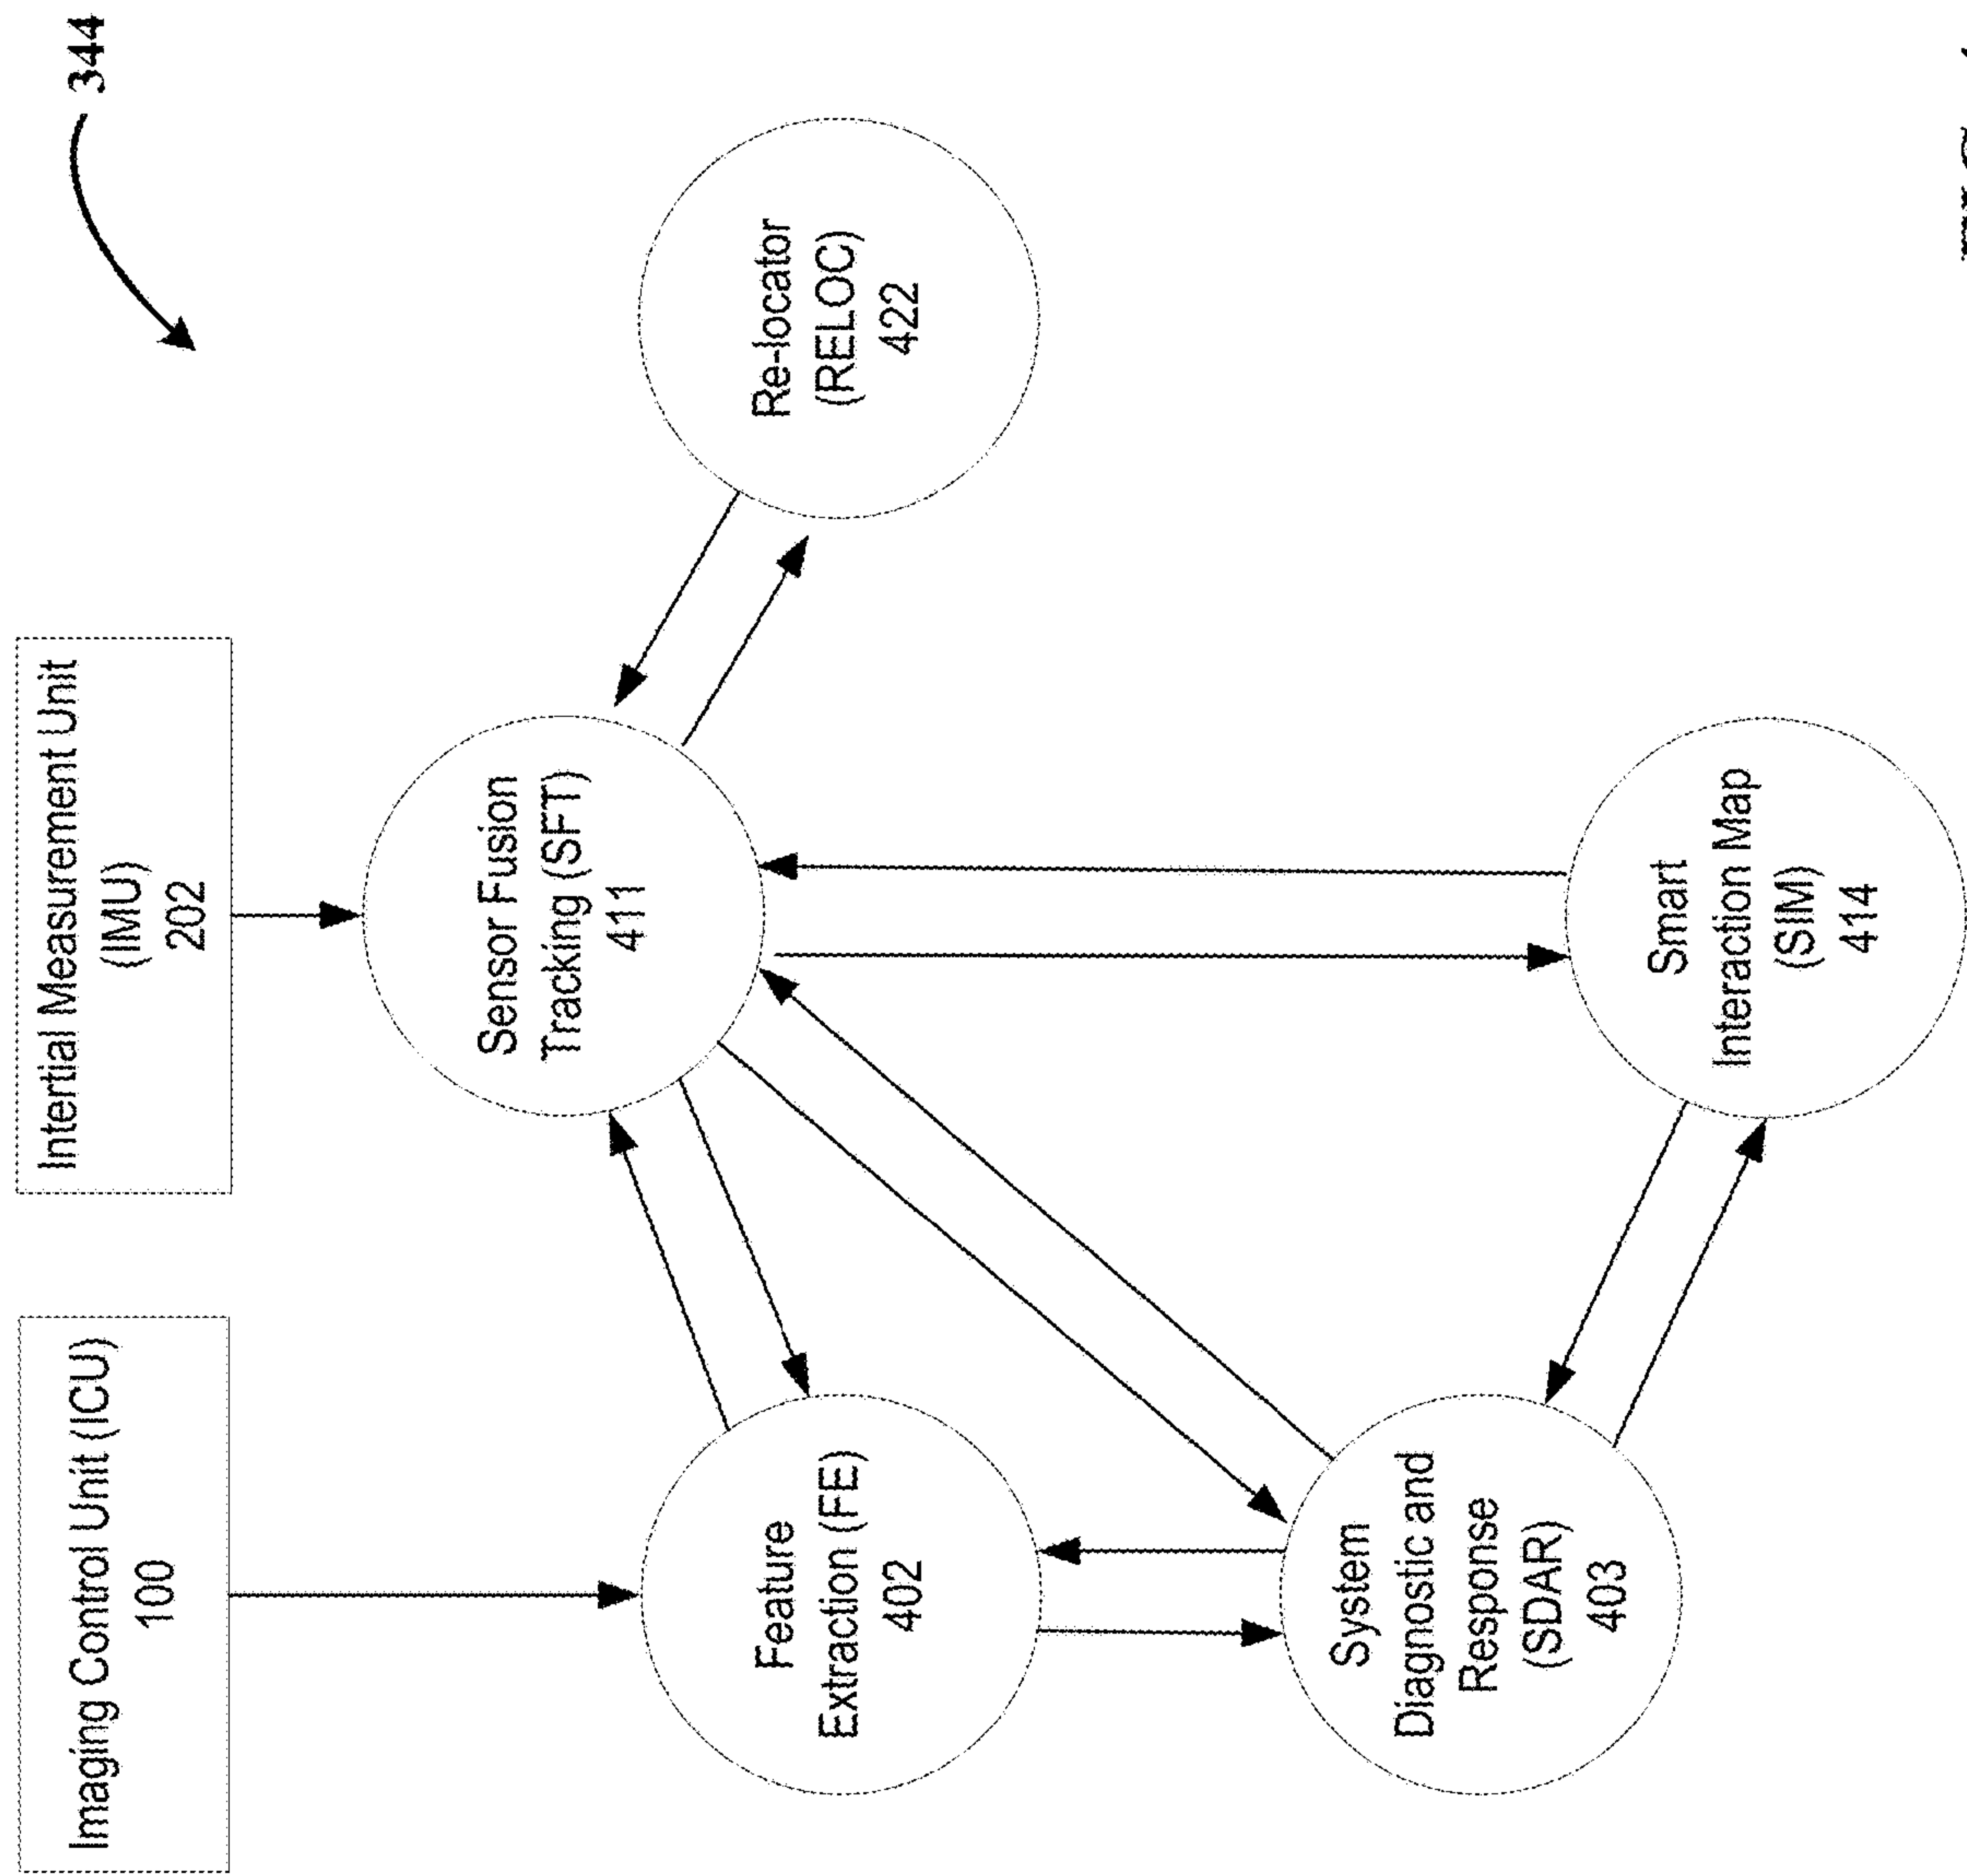 344
Imaging Control Unit (ICU)
100
Intertial Measurement Unit
(IMU)
202
Sensor Fusion
Tracking (SFT)
411
Re-locator
(RELOC)
422
Feature
Extraction (FE)
402
System
Diagnostic and
Response
(SDAR)
403
Smart
Interaction Map
(SIM)
414